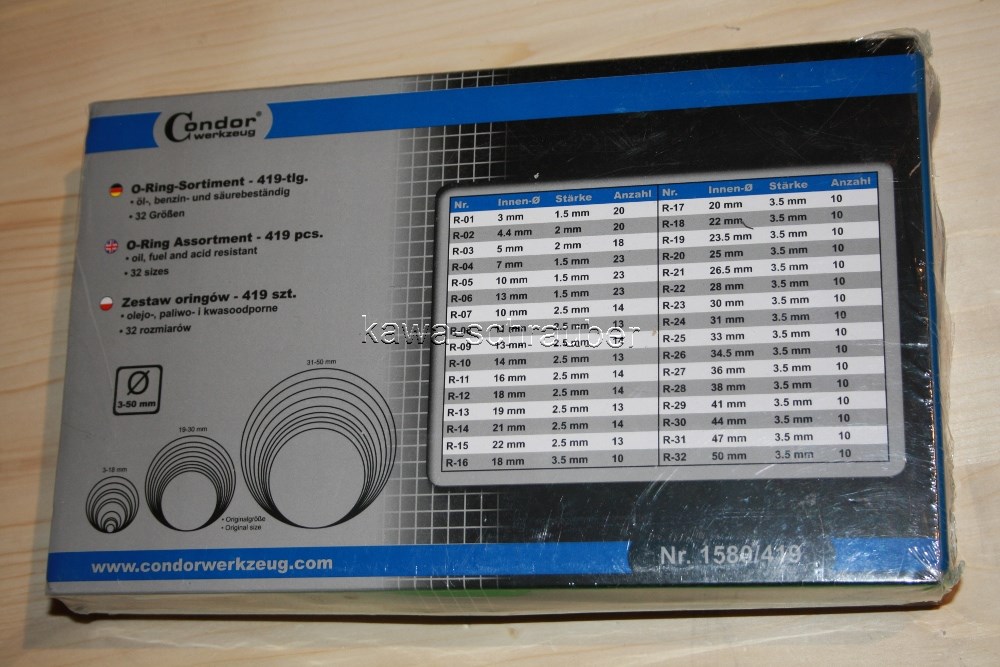 Condor®
werkzeug
O-Ring-Sortiment - 419-tlg.
• öl-, benzin- und säurebeständig
• 32 Größen
O-Ring Assortment - 419 pcs.
• oil, fuel and acid resistant
• 32 sizes
Zestaw oringów - 419 szt.
• olejo-, paliwo- i kwasoodporne
• 32 rozmiarów
Ø
3-50 mm
3-18 mm
19-30 mm
31-50 mm
• Originalgröße
• Original size
Nr. Innen-Ø Stärke Anzahl
R-01 3 mm 1.5 mm 20
R-02 4.4 mm 2 mm 20
R-03 5 mm 2 mm 18
R-04 7 mm 1.5 mm 23
R-05 10 mm 1.5 mm 23
R-06 13 mm 1.5 mm 23
R-07 10 mm 2.5 mm 14
R-08 mm 2.5 mm 13
R-09 13 mm 2.5 mm 14
R-10 14 mm 2.5 mm 13
R-11 16 mm 2.5 mm 14
R-12 18 mm 2.5 mm 14
R-13 19 mm 2.5 mm 13
R-14 21 mm 2.5 mm 14
R-15 22 mm 2.5 mm 13
R-16 18 mm 3.5 mm 10
Nr. Innen-Ø Stärke Anzahl
R-17 20 mm 3.5 mm 10
R-18 22 mm 3.5 mm 10
R-19 23.5 mm 3.5 mm 10
R-20 25 mm 3.5 mm 10
R-21 26.5 mm 3.5 mm 10
R-22 28 mm 3.5 mm 10
R-23 30 mm 3.5 mm 10
R-24 31 mm 3.5 mm 10
R-25 33 mm 3.5 mm 10
R-26 34.5 mm 3.5 mm 10
R-27 36 mm 3.5 mm 10
R-28 38 mm 3.5 mm 10
R-29 41 mm 3.5 mm 10
R-30 44 mm 3.5 mm 10
R-31 47 mm 3.5 mm 10
R-32 50 mm 3.5 mm 10
kawa-schrauber
www.condorwerkzeug.com
Nr. 1580/419